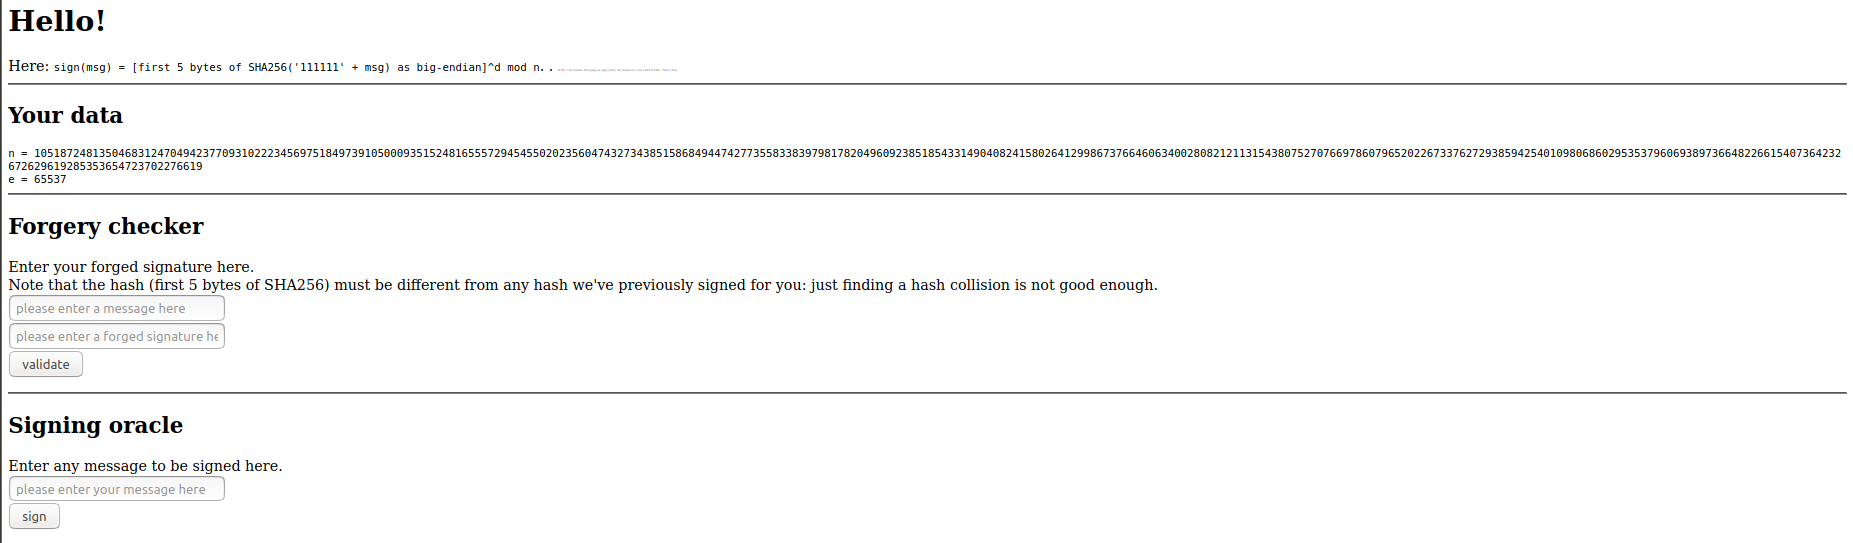 Hello!
Here: sign(msg) = [first 5 bytes of SHA256('111111' + msg) as big-endian]^d mod n. .
Your data
n = 105187248135046831247049423770931022234569751849739105000935152481655572945455020235604743273438515868494474277355833839798178204960923851854331490408241580264129986737664606340028082121131543807527076697860796520226733762729385942540109806860295353796069389736648226615407364232
67262961928535365472370227​6619
e = 65537
Forgery checker
Enter your forged signature here.
Note that the hash (first 5 bytes of SHA256) must be different from any hash we've previously signed for you: just finding a hash collision is not good enough.
please enter a message here
please enter a forged signature he
validate
Signing oracle
Enter any message to be signed here.
please enter your message here
sign